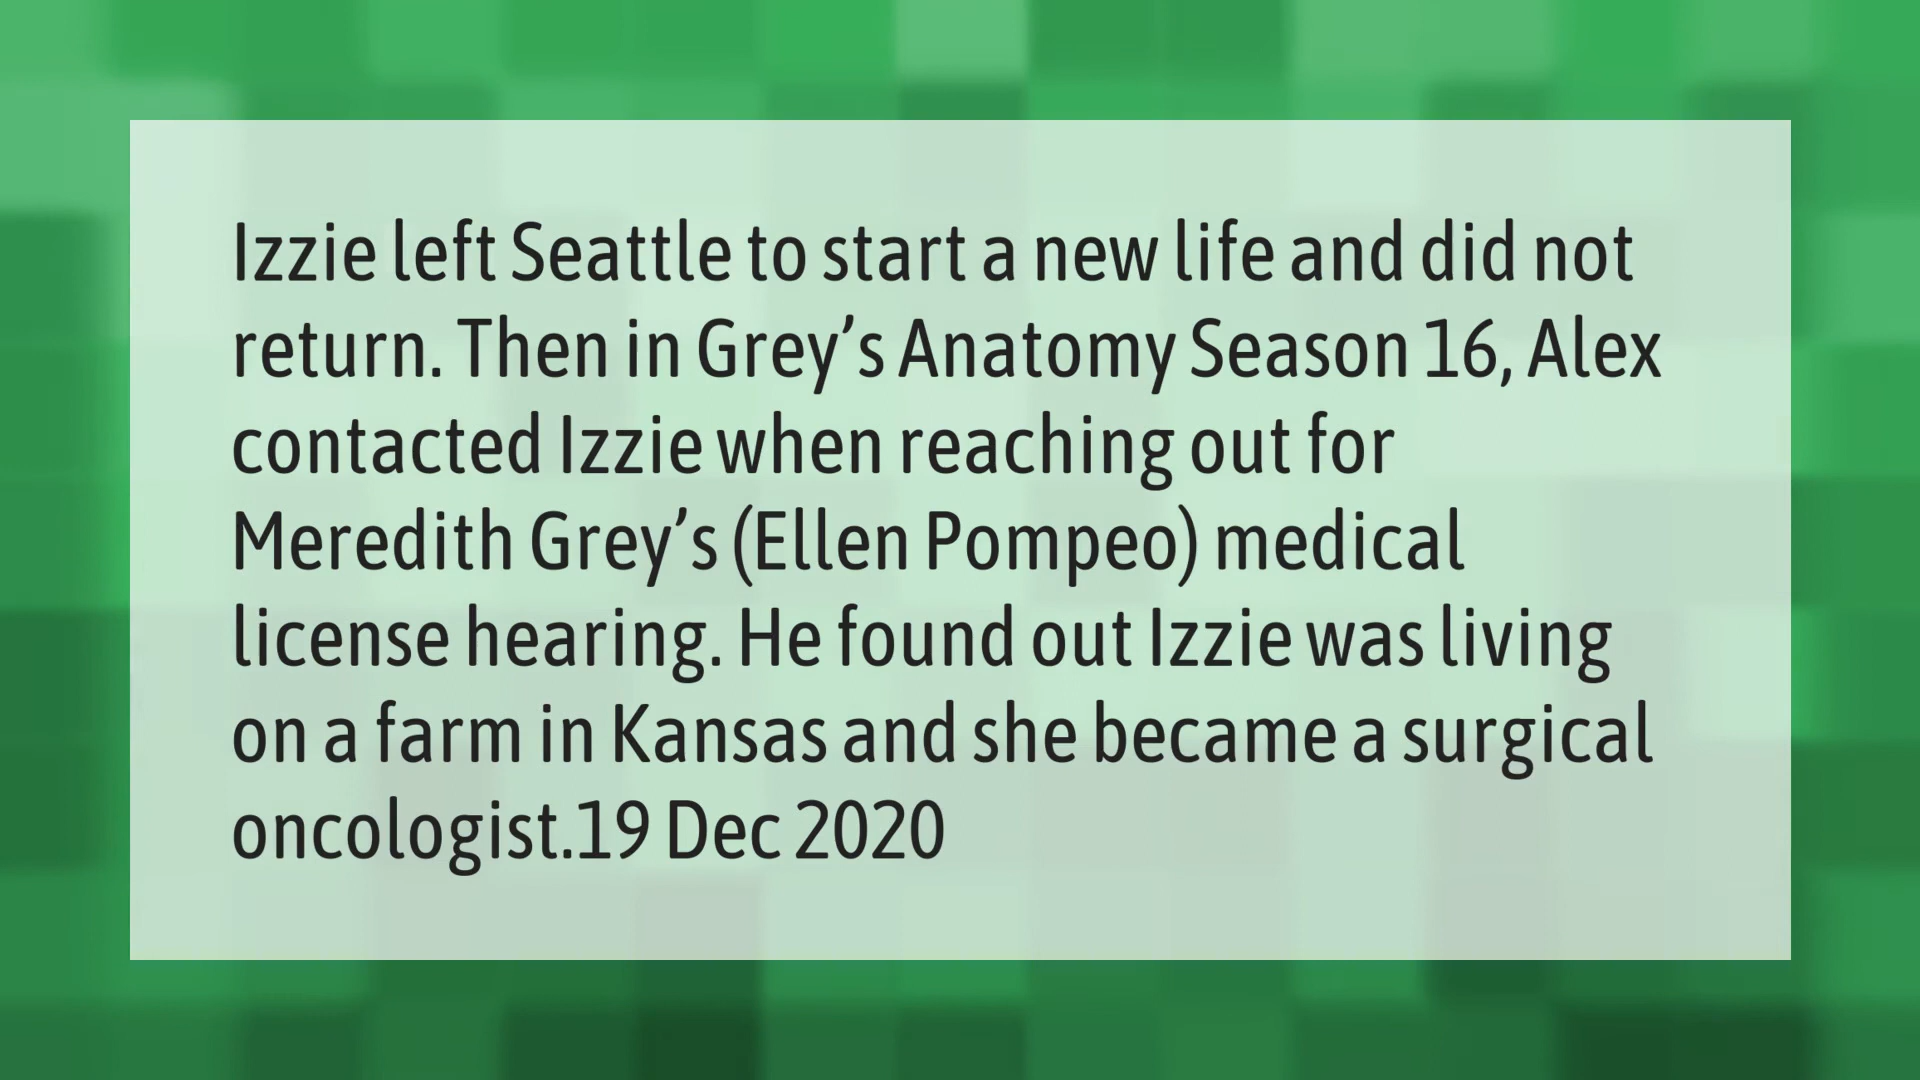 Izzie left Seattle to start a new life and did not
return. Then in Grey’s Anatomy Season 16, Alex
contacted Izzie when reaching out for
Meredith Grey’s (Ellen Pompeo) medical
license hearing. He found out Izzie was living
on a farm in Kansas and she became a surgical
oncologist.19 Dec 2020